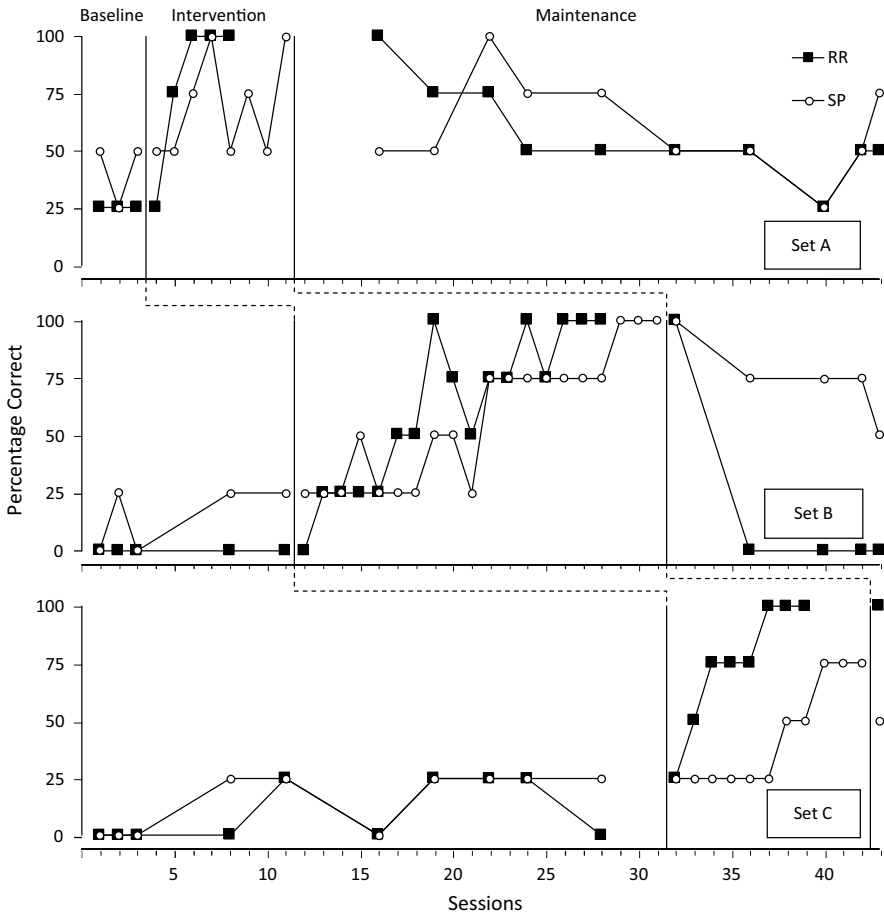 Baseline Intervention Maintenance
100
75
50
25
0
RR
SP
Set A
100
75
50
25
0
Set B
100
75
50
25
0
Set C
5 10 15 20 25 30 35 40
Percentage Correct
Sessions